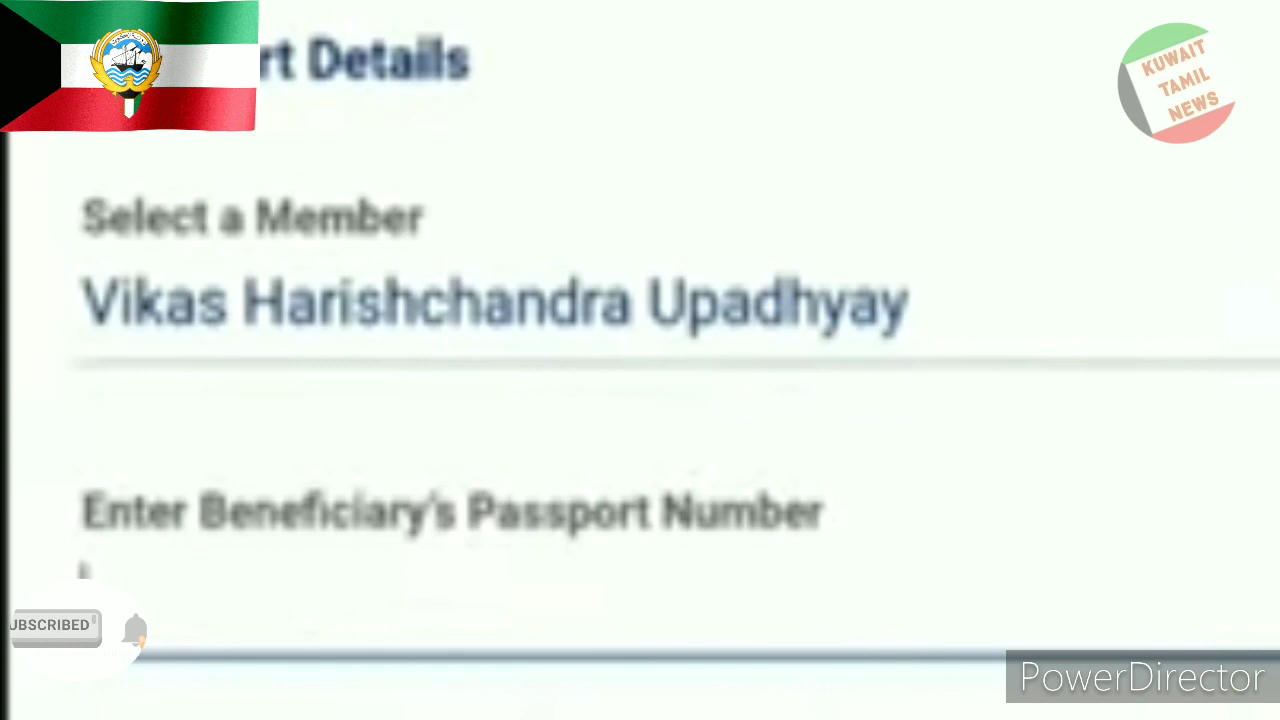 rt Details
KUWAIT
TAMIL
NEWS
Select a Member
Vikas Harishchandra Upadhyay
Enter Beneficiary's Passport Number
UBSCRIBED
PowerDirector